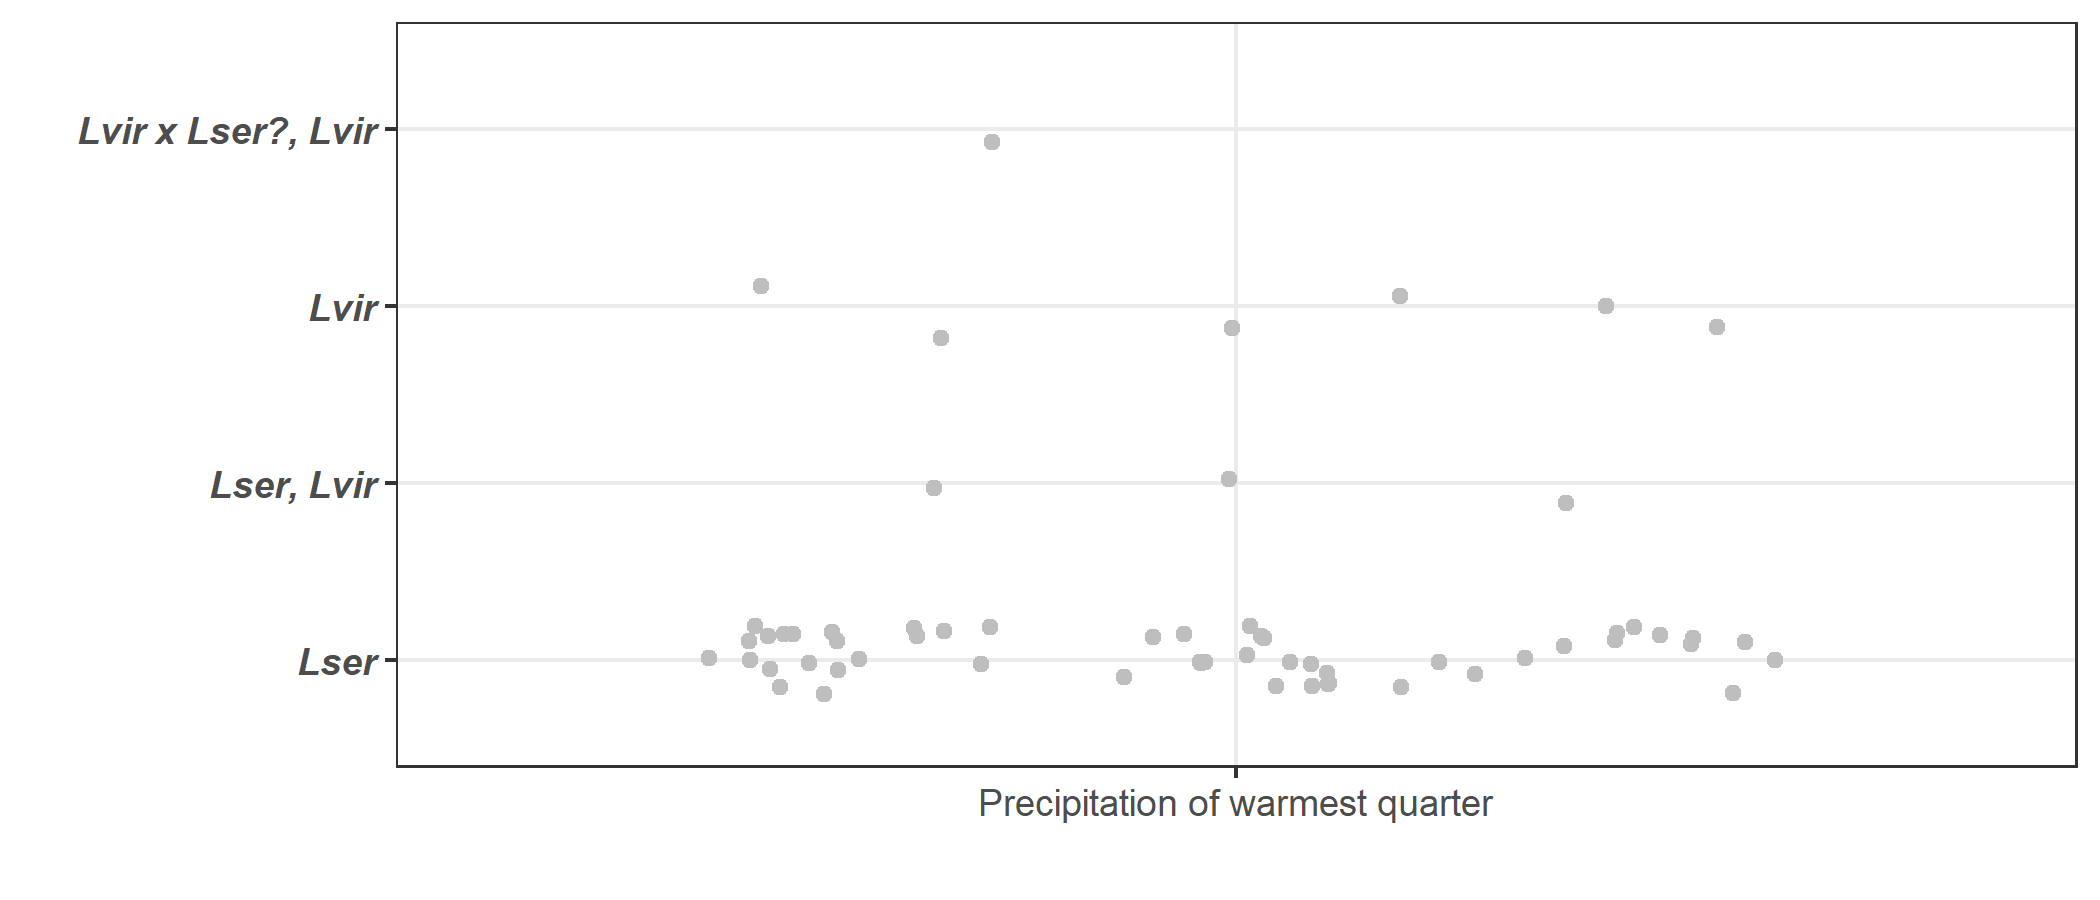 Lvir x Lser?, Lvir
Lvir
Lser, Lvir
Lser
Precipitation of warmest quarter